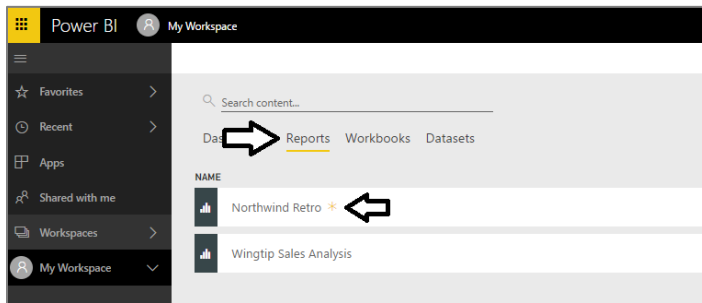 Power BI My Workspace
Favorites
Recent
Apps
Shared with me
Workspaces
My Workspace
Search content...
Reports Workbooks Datasets
NAME
Northwind Retro *
Wingtip Sales Analysis